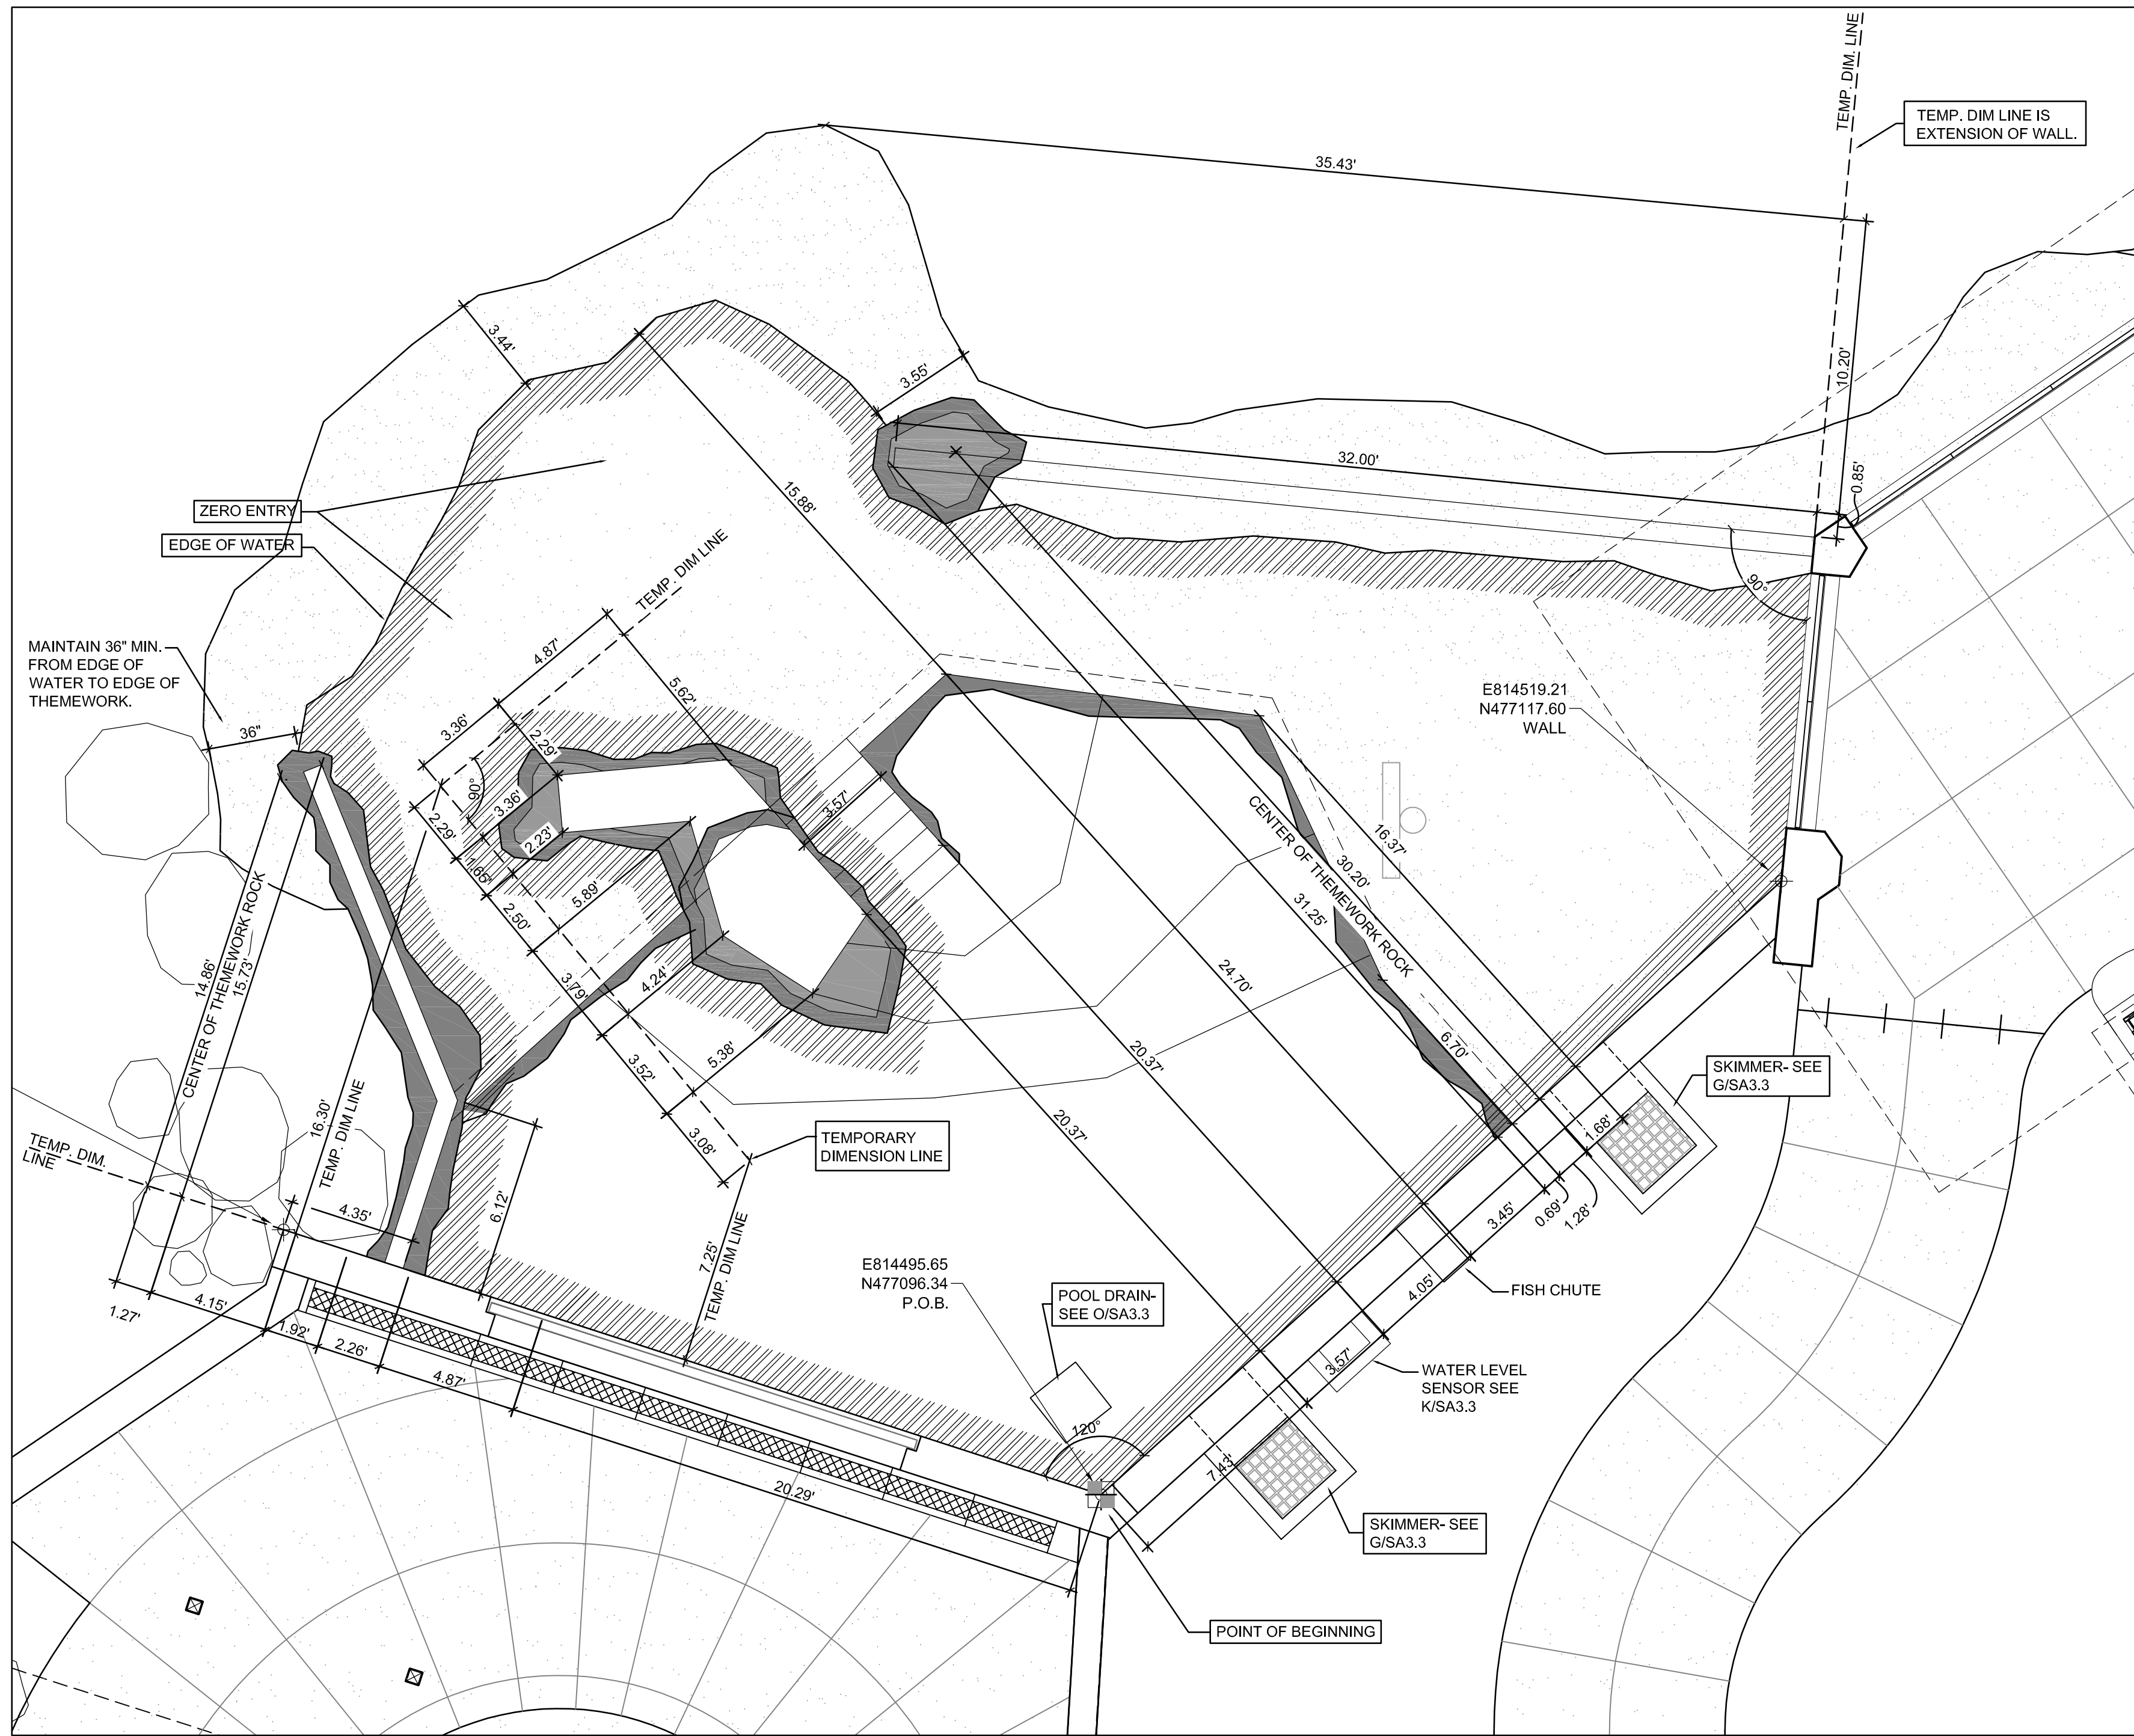 TEMP. DIM. LINE
TEMP. DIM LINE IS
EXTENSION OF WALL.
35.43'
10.20'
3.44'
3.55'
32.00'
0.85'
15.88'
ZERO ENTRY
EDGE OF WATER
TEMP. DIM LINE
90°
MAINTAIN 36" MIN.
FROM EDGE OF
WATER TO EDGE OF
THEMEWORK.
36"
4.87'
5.62'
3.36'
2.29'
90°
3.36'
2.29'
2.23'
1.65'
3.57'
5.89'
2.50'
3.79'
4.24'
3.52'
5.38'
3.08'
E814519.21
N477117.60
WALL
16.37'
30.20'
CENTER OF THEMEWORK ROCK
31.25'
24.70'
20.37'
20.37'
6.70'
14.86'
CENTER OF THEMEWORK ROCK
15.73'
16.30'
TEMP. DIM LINE
TEMP. DIM.
LINE
4.35'
6.12'
7.25'
TEMP. DIM LINE
TEMPORARY
DIMENSION LINE
SKIMMER- SEE
G/SA3.3
1.68'
1.28'
0.69'
3.45'
4.05'
FISH CHUTE
E814495.65
N477096.34
P.O.B.
POOL DRAIN-
SEE O/SA3.3
WATER LEVEL
SENSOR SEE
K/SA3.3
3.57'
7.43'
120°
1.27'
4.15'
1.92'
2.26'
4.87'
20.29'
SKIMMER- SEE
G/SA3.3
POINT OF BEGINNING